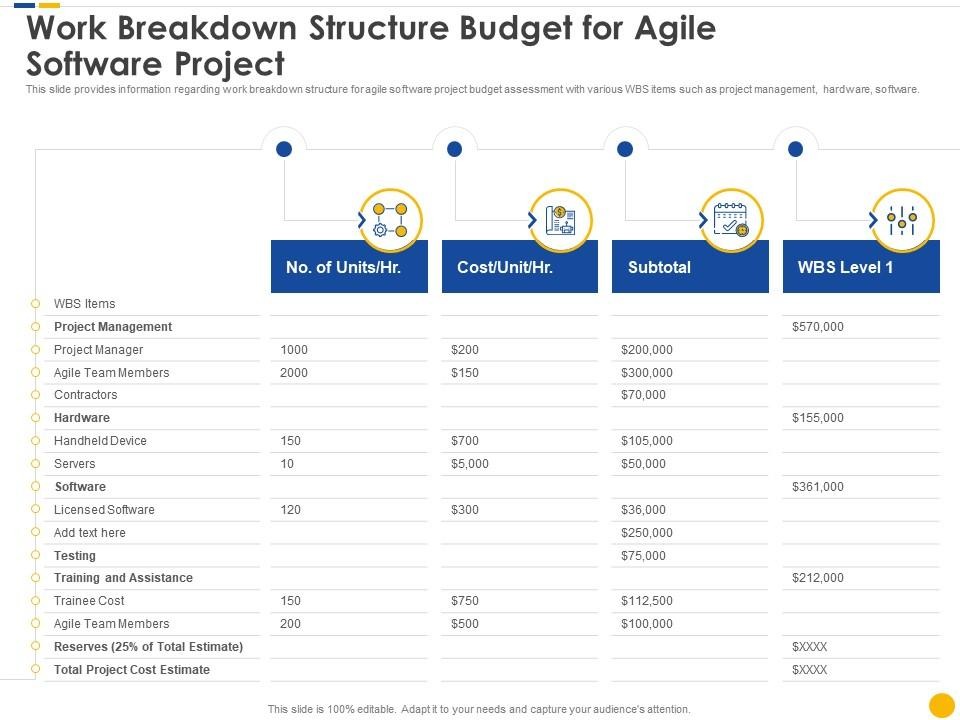 Work Breakdown Structure Budget for Agile
Software Project
This slide provides information regarding work breakdown structure for agile software project budget assessment with various WBS items such as project management, hardware, software.
No. of Units/Hr. Cost/Unit/Hr. Subtotal WBS Level 1
WBS Items
Project Management $570,000
Project Manager 1000 $200 $200,000
Agile Team Members 2000 $150 $300,000
Contractors $70,000
Hardware $155,000
Handheld Device 150 $700 $105,000
Servers 10 $5,000 $50,000
Software $361,000
Licensed Software 120 $300 $36,000
Add text here $250,000
Testing $75,000
Training and Assistance $212,000
Trainee Cost 150 $750 $112,500
Agile Team Members 200 $500 $100,000
Reserves (25% of Total Estimate) $XXXX
Total Project Cost Estimate $XXXX
This slide is 100% editable. Adapt it to your needs and capture your audience's attention.